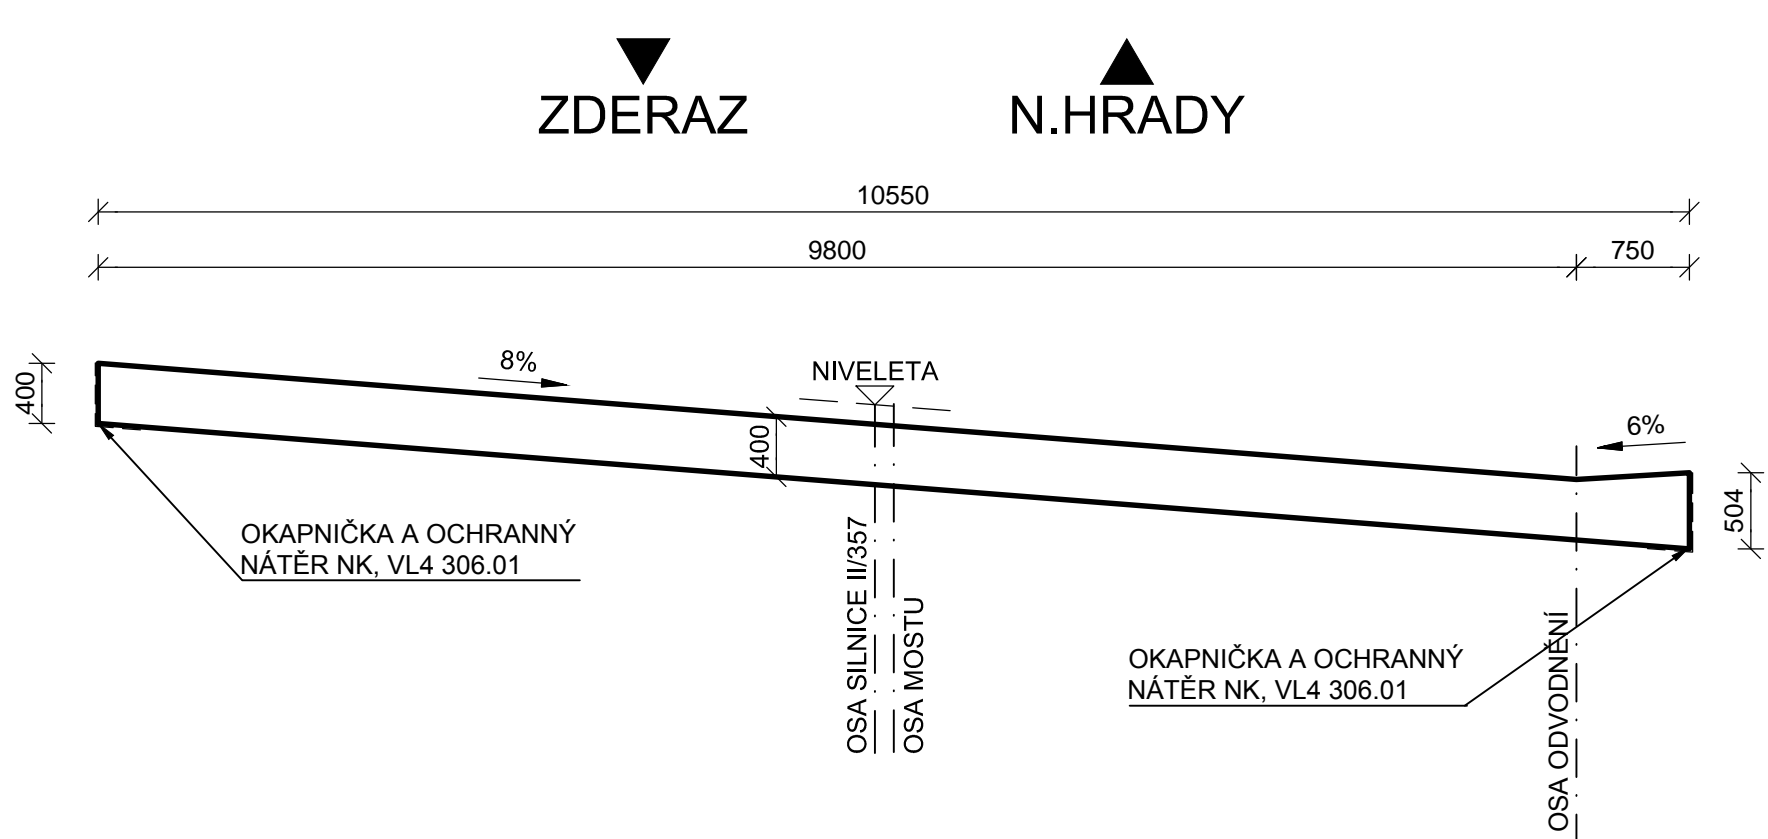 ZDERAZ
N.HRADY
10550
9800
750
8%
NIVELETA
400
400
6%
504
OKAPNIČKA A OCHRANNÝ
NÁTĚR NK, VL4 306.01
OSA SILNICE II/357
OSA MOSTU
OKAPNIČKA A OCHRANNÝ
NÁTĚR NK, VL4 306.01
OSA ODVODNĚNÍ